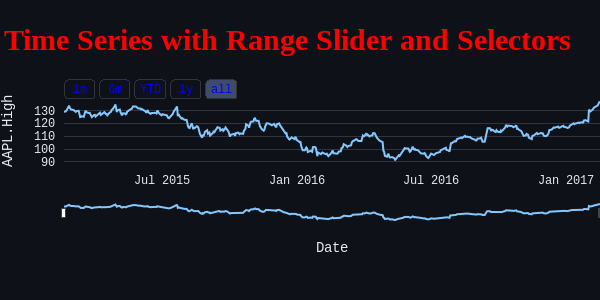 Time Series with Range Slider and Selectors
1m 6m YTD 1y all
AAPL.High
130
120
110
100
90
Jul 2015 Jan 2016 Jul 2016 Jan 2017
Date